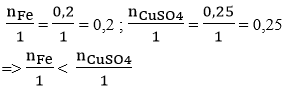 n_Fe/1 = 0,2/1 = 0,2 ; n_CuSO4/1 = 0,25/1 = 0,25
=> n_Fe/1 < n_CuSO4/1